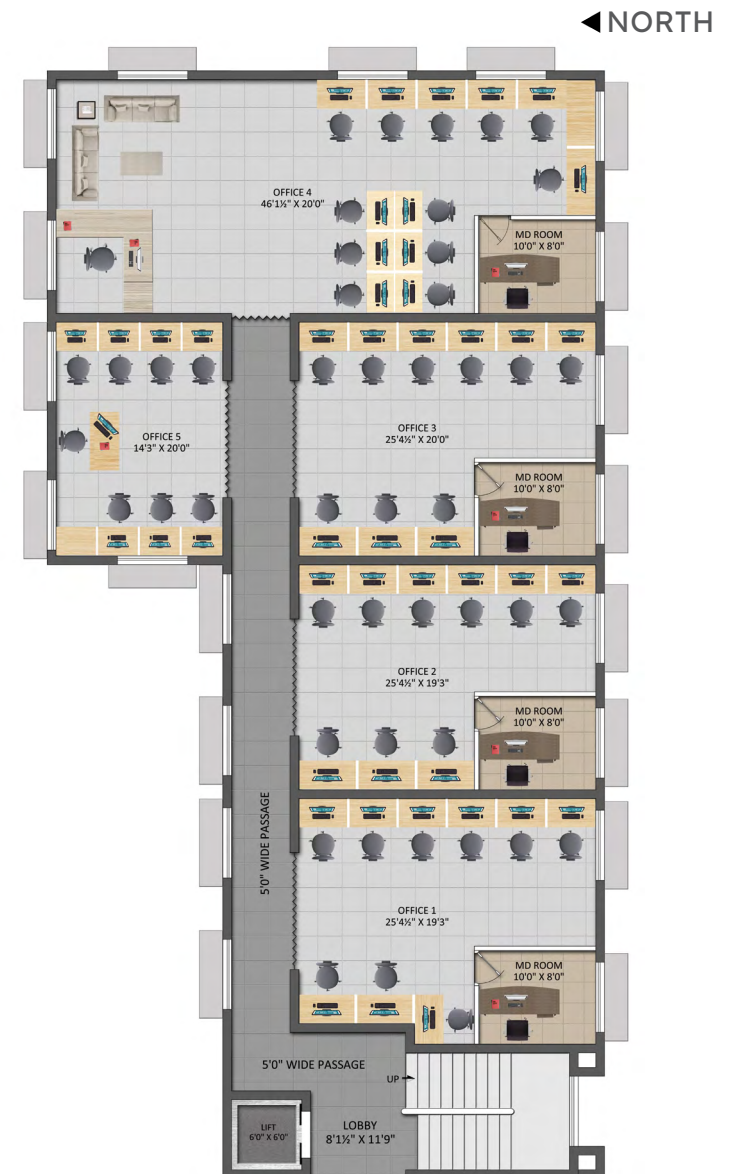 NORTH
OFFICE 4
46'1½" X 20'0"
MD ROOM
10'0" X 8'0"
OFFICE 5
14'3" X 20'0"
OFFICE 3
25'4½" X 20'0"
MD ROOM
10'0" X 8'0"
OFFICE 2
25'4½" X 19'3"
MD ROOM
10'0" X 8'0"
5'0" WIDE PASSAGE
OFFICE 1
25'4½" X 19'3"
MD ROOM
10'0" X 8'0"
5'0" WIDE PASSAGE
UP
LIFT
6'0" X 6'0"
LOBBY
8'1½" X 11'9"